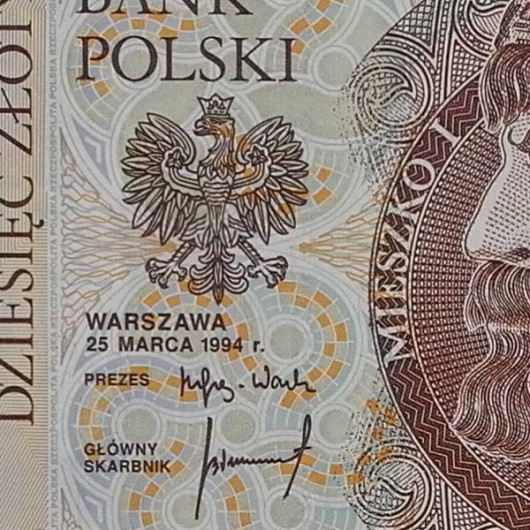 BANK
POLSKI
DZIESIĘĆ ZŁOT
MIESZKO I
WARSZAWA
25 MARCA 1994 r.
PREZES
GŁÓWNY
SKARBNIK